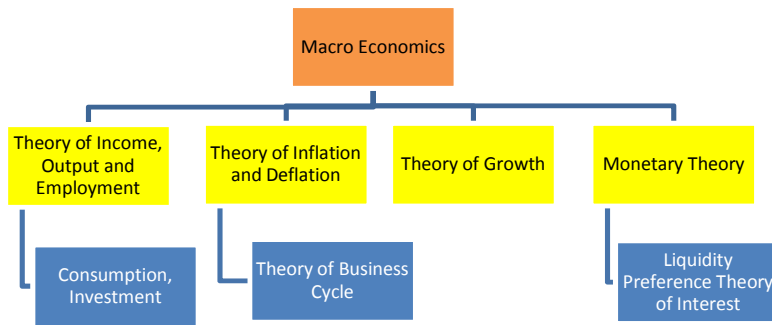 Macro Economics
Theory of Income,
Output and
Employment
Theory of Inflation
and Deflation
Theory of Growth
Monetary Theory
Consumption,
Investment
Theory of Business
Cycle
Liquidity
Preference Theory
of Interest